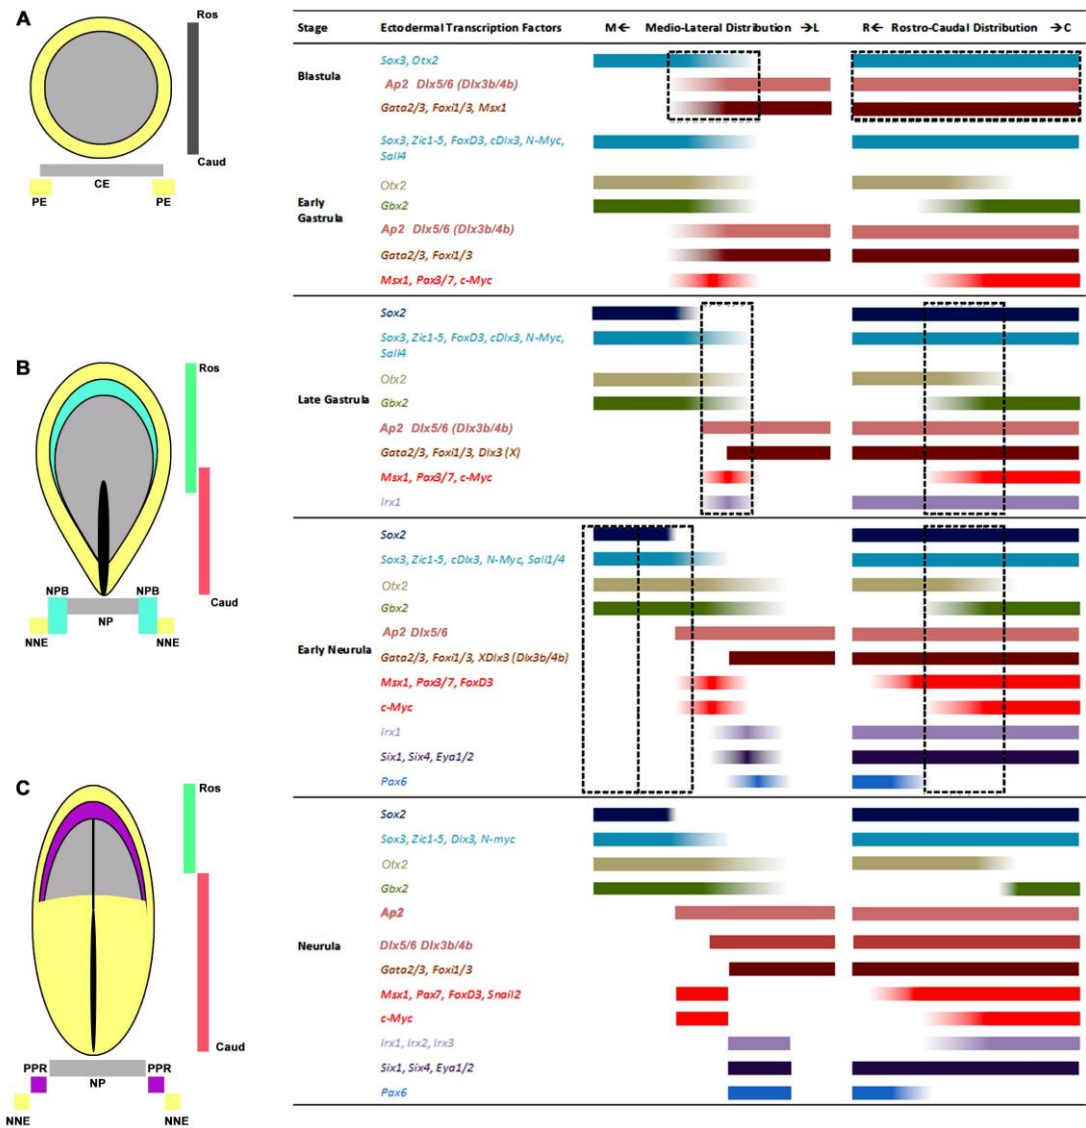 A
Ros
Caud
CE
PE PE
B
Ros
Caud
NPB NPB
NP
NNE NNE
C
Ros
Caud
PPR PPR
NP
NNE NNE
Stage Ectodermal Transcription Factors M← Medio-Lateral Distribution →L R← Rostro-Caudal Distribution →C
Sox3, Otx2
Blastula
Ap2 Dlx5/6 (Dlx3b/4b)
Gata2/3, Foxi1/3, Msx1
Sox3, Zic1-5, FoxD3, cDlx3, N-Myc,
Sall4
Otx2
Early
Gastrula
Gbx2
Ap2 Dlx5/6 (Dlx3b/4b)
Gata2/3, Foxi1/3
Msx1, Pax3/7, c-Myc
Sox2
Sox3, Zic1-5, FoxD3, cDlx3, N-Myc,
Sall4
Otx2
Late Gastrula
Gbx2
Ap2 Dlx5/6 (Dlx3b/4b)
Gata2/3, Foxi1/3, Dlx3 (X)
Msx1, Pax3/7, c-Myc
Irx1
Sox2
Sox3, Zic1-5, cDlx3, N-Myc, Sall1/4
Otx2
Gbx2
Early Neurula
Ap2 Dlx5/6
Gata2/3, Foxi1/3, XDlx3 (Dlx3b/4b)
Msx1, Pax3/7, FoxD3
c-Myc
Irx1
Six1, Six4, Eya1/2
Pax6
Sox2
Sox3, Zic1-5, Dlx3, N-myc
Otx2
Gbx2
Ap2
Neurula
Dlx5/6 Dlx3b/4b
Gata2/3, Foxi1/3
Msx1, Pax7, FoxD3, Snail2
c-Myc
Irx1, Irx2, Irx3
Six1, Six4, Eya1/2
Pax6